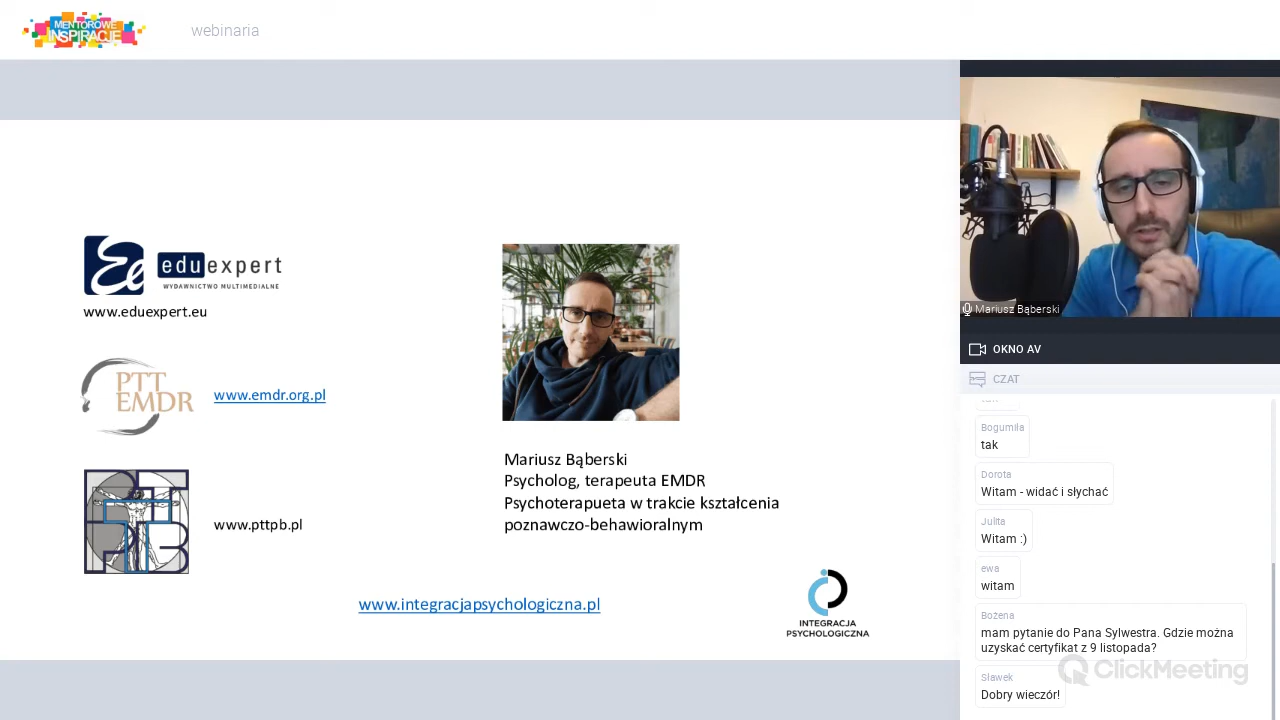 MENTOROWE
INSPIRACJE
webinaria
eduexpert
WYDAWNICTWO MULTIMEDIALNE
www.eduexpert.eu
PTT
EMDR
www.emdr.org.pl
PTTPB
www.pttpb.pl
Mariusz Bąberski
Psycholog, terapeuta EMDR
Psychoterapueta w trakcie kształcenia
poznawczo-behawioralnym
www.integracjapsychologiczna.pl
INTEGRACJA
PSYCHOLOGICZNA
Mariusz Bąberski
OKNO AV
CZAT
Bogumiła
tak
Dorota
Witam - widać i słychać
Julita
Witam :)
ewa
witam
Bożena
mam pytanie do Pana Sylwestra. Gdzie można
uzyskać certyfikat z 9 listopada?
ClickMeeting
Sławek
Dobry wieczór!